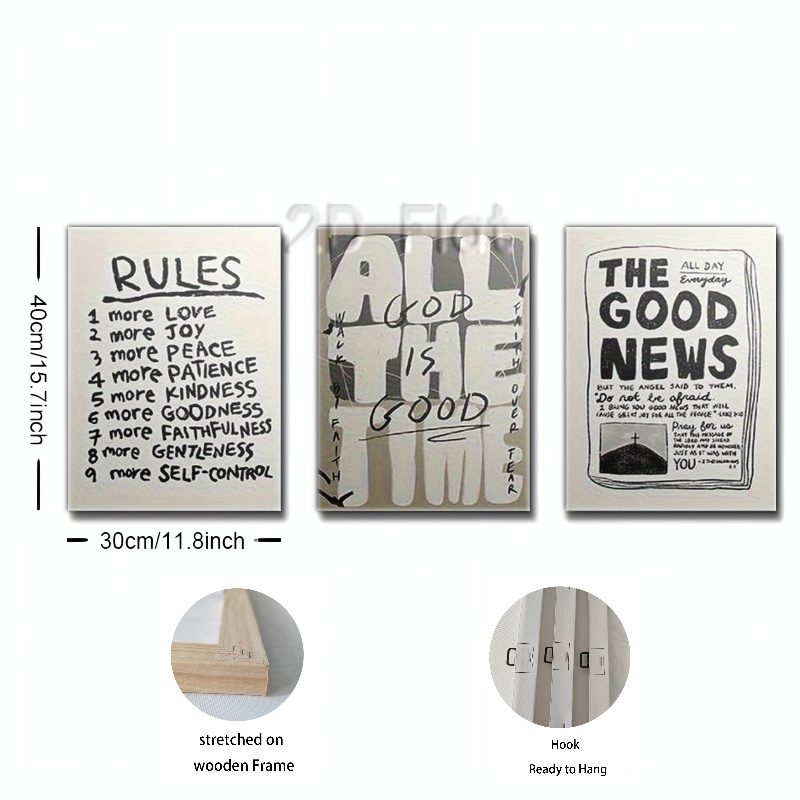 2D Flat
RULES
1 more LOVE
2 more JOY
3 more PEACE
4 more PATIENCE
5 more KINDNESS
6 more GOODNESS
7 more FAITHFULNESS
8 more GENTLENESS
9 more SELF-CONTROL
ALL
THE
TIME
GOD
IS
GOOD
WALK BY FAITH
FAITH OVER FEAR
THE
GOOD
NEWS
ALL DAY
Everyday
BUT THE ANGEL SAID TO THEM,
"Do not be afraid.
I BRING YOU GOOD NEWS THAT WILL
CAUSE GREAT JOY FOR ALL THE PEOPLE" -LUKE 2:10
Pray for us
THAT THE MESSAGE OF
THE LORD MAY SPREAD
RAPIDLY AND BE HONORED,
JUST AS IT WAS WITH
YOU -2 THESSALONIANS
3:1
40cm/15.7inch
30cm/11.8inch
stretched on
wooden Frame
Hook
Ready to Hang